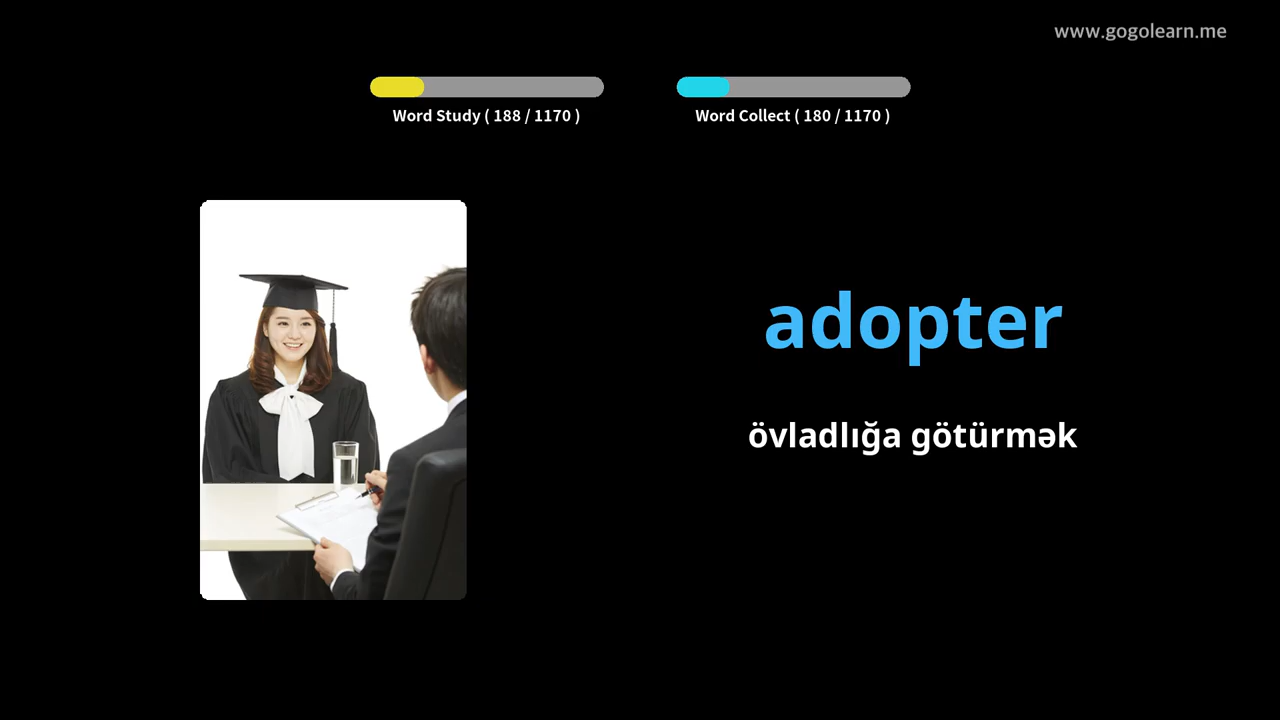 www.gogolearn.me
Word Study ( 188 / 1170 )
Word Collect ( 180 / 1170 )
adopter
övladlığa götürmək